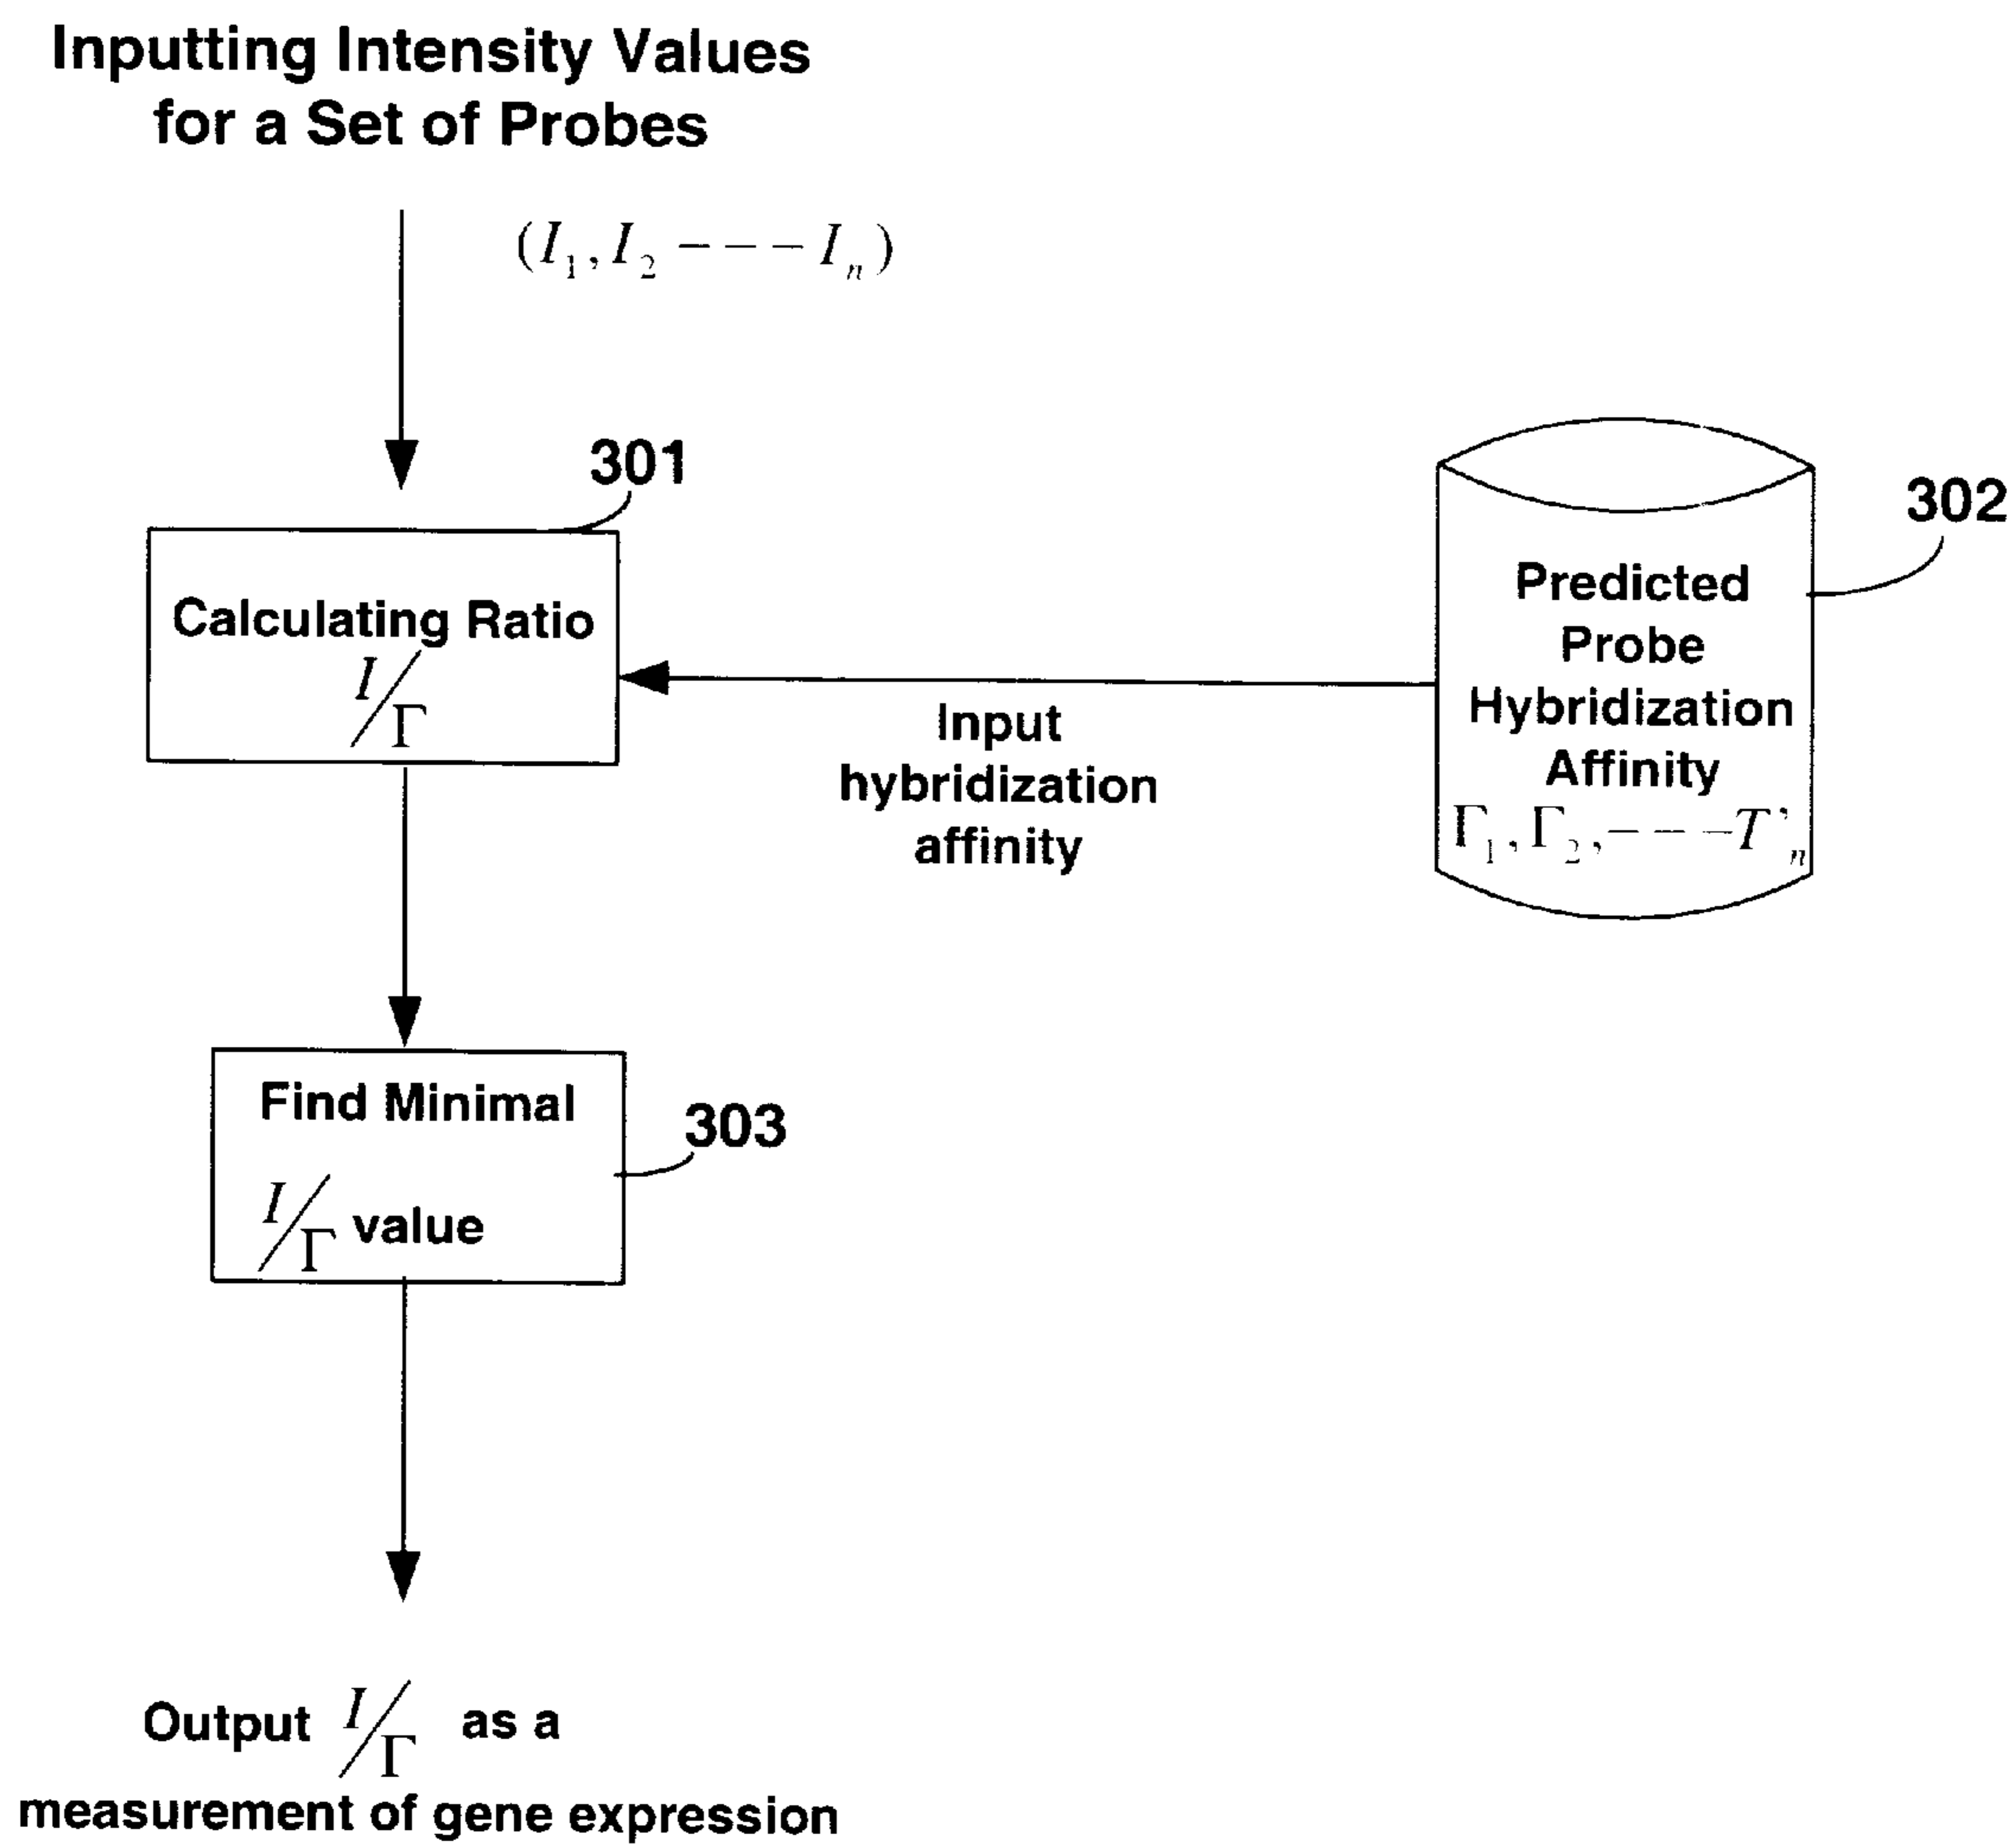 Inputting Intensity Values
for a Set of Probes
(I₁, I₂ – – – Iₙ)
301
302
Calculating Ratio
I/Γ
Predicted
Probe
Hybridization
Affinity
Γ₁, Γ₂, – – –T’ₙ
Input
hybridization
affinity
Find Minimal
303
I/Γ value
Output I/Γ as a
measurement of gene expression